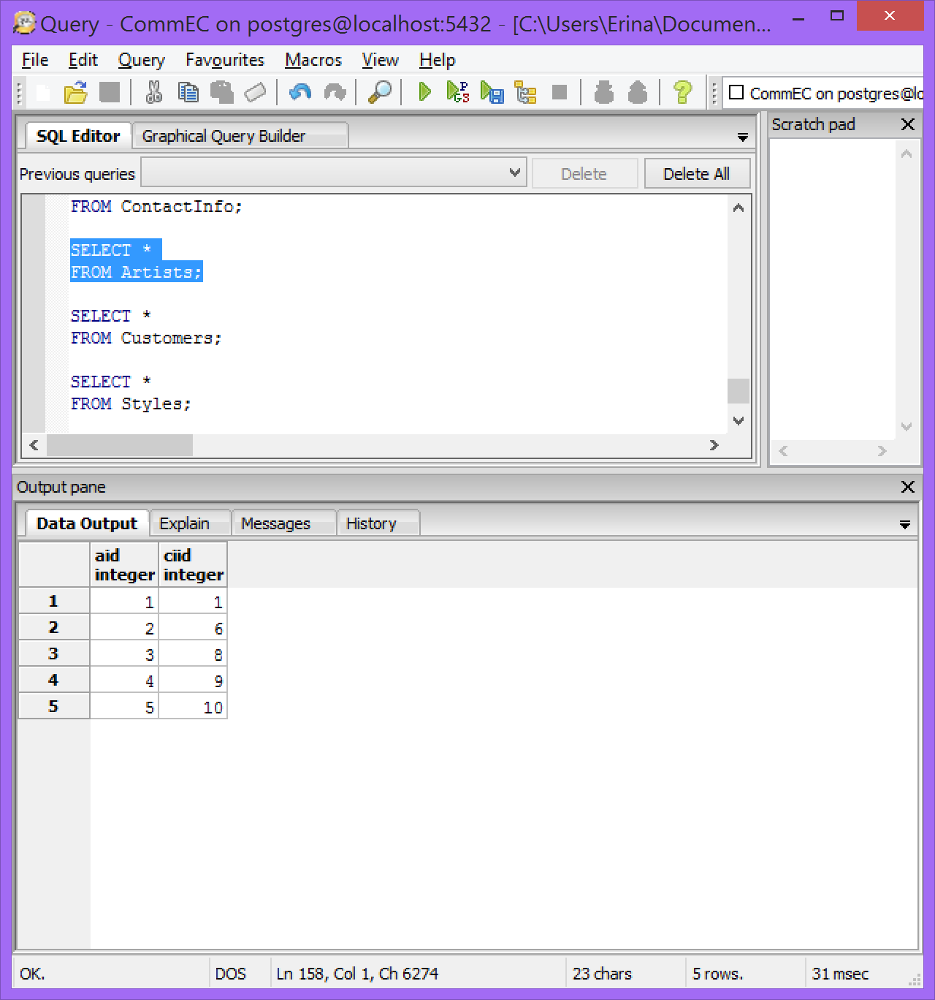 Query - CommEC on postgres@localhost:5432 - [C:\Users\Erina\Documen...
File Edit Query Favourites Macros View Help
CommEC on postgres@lo
SQL Editor Graphical Query Builder
Scratch pad
Previous queries Delete Delete All
FROM ContactInfo;
SELECT *
FROM Artists;
SELECT *
FROM Customers;
SELECT *
FROM Styles;
Output pane
Data Output Explain Messages History
aid ciid
integer integer
1 1 1
2 2 6
3 3 8
4 4 9
5 5 10
OK. DOS Ln 158, Col 1, Ch 6274 23 chars 5 rows. 31 msec